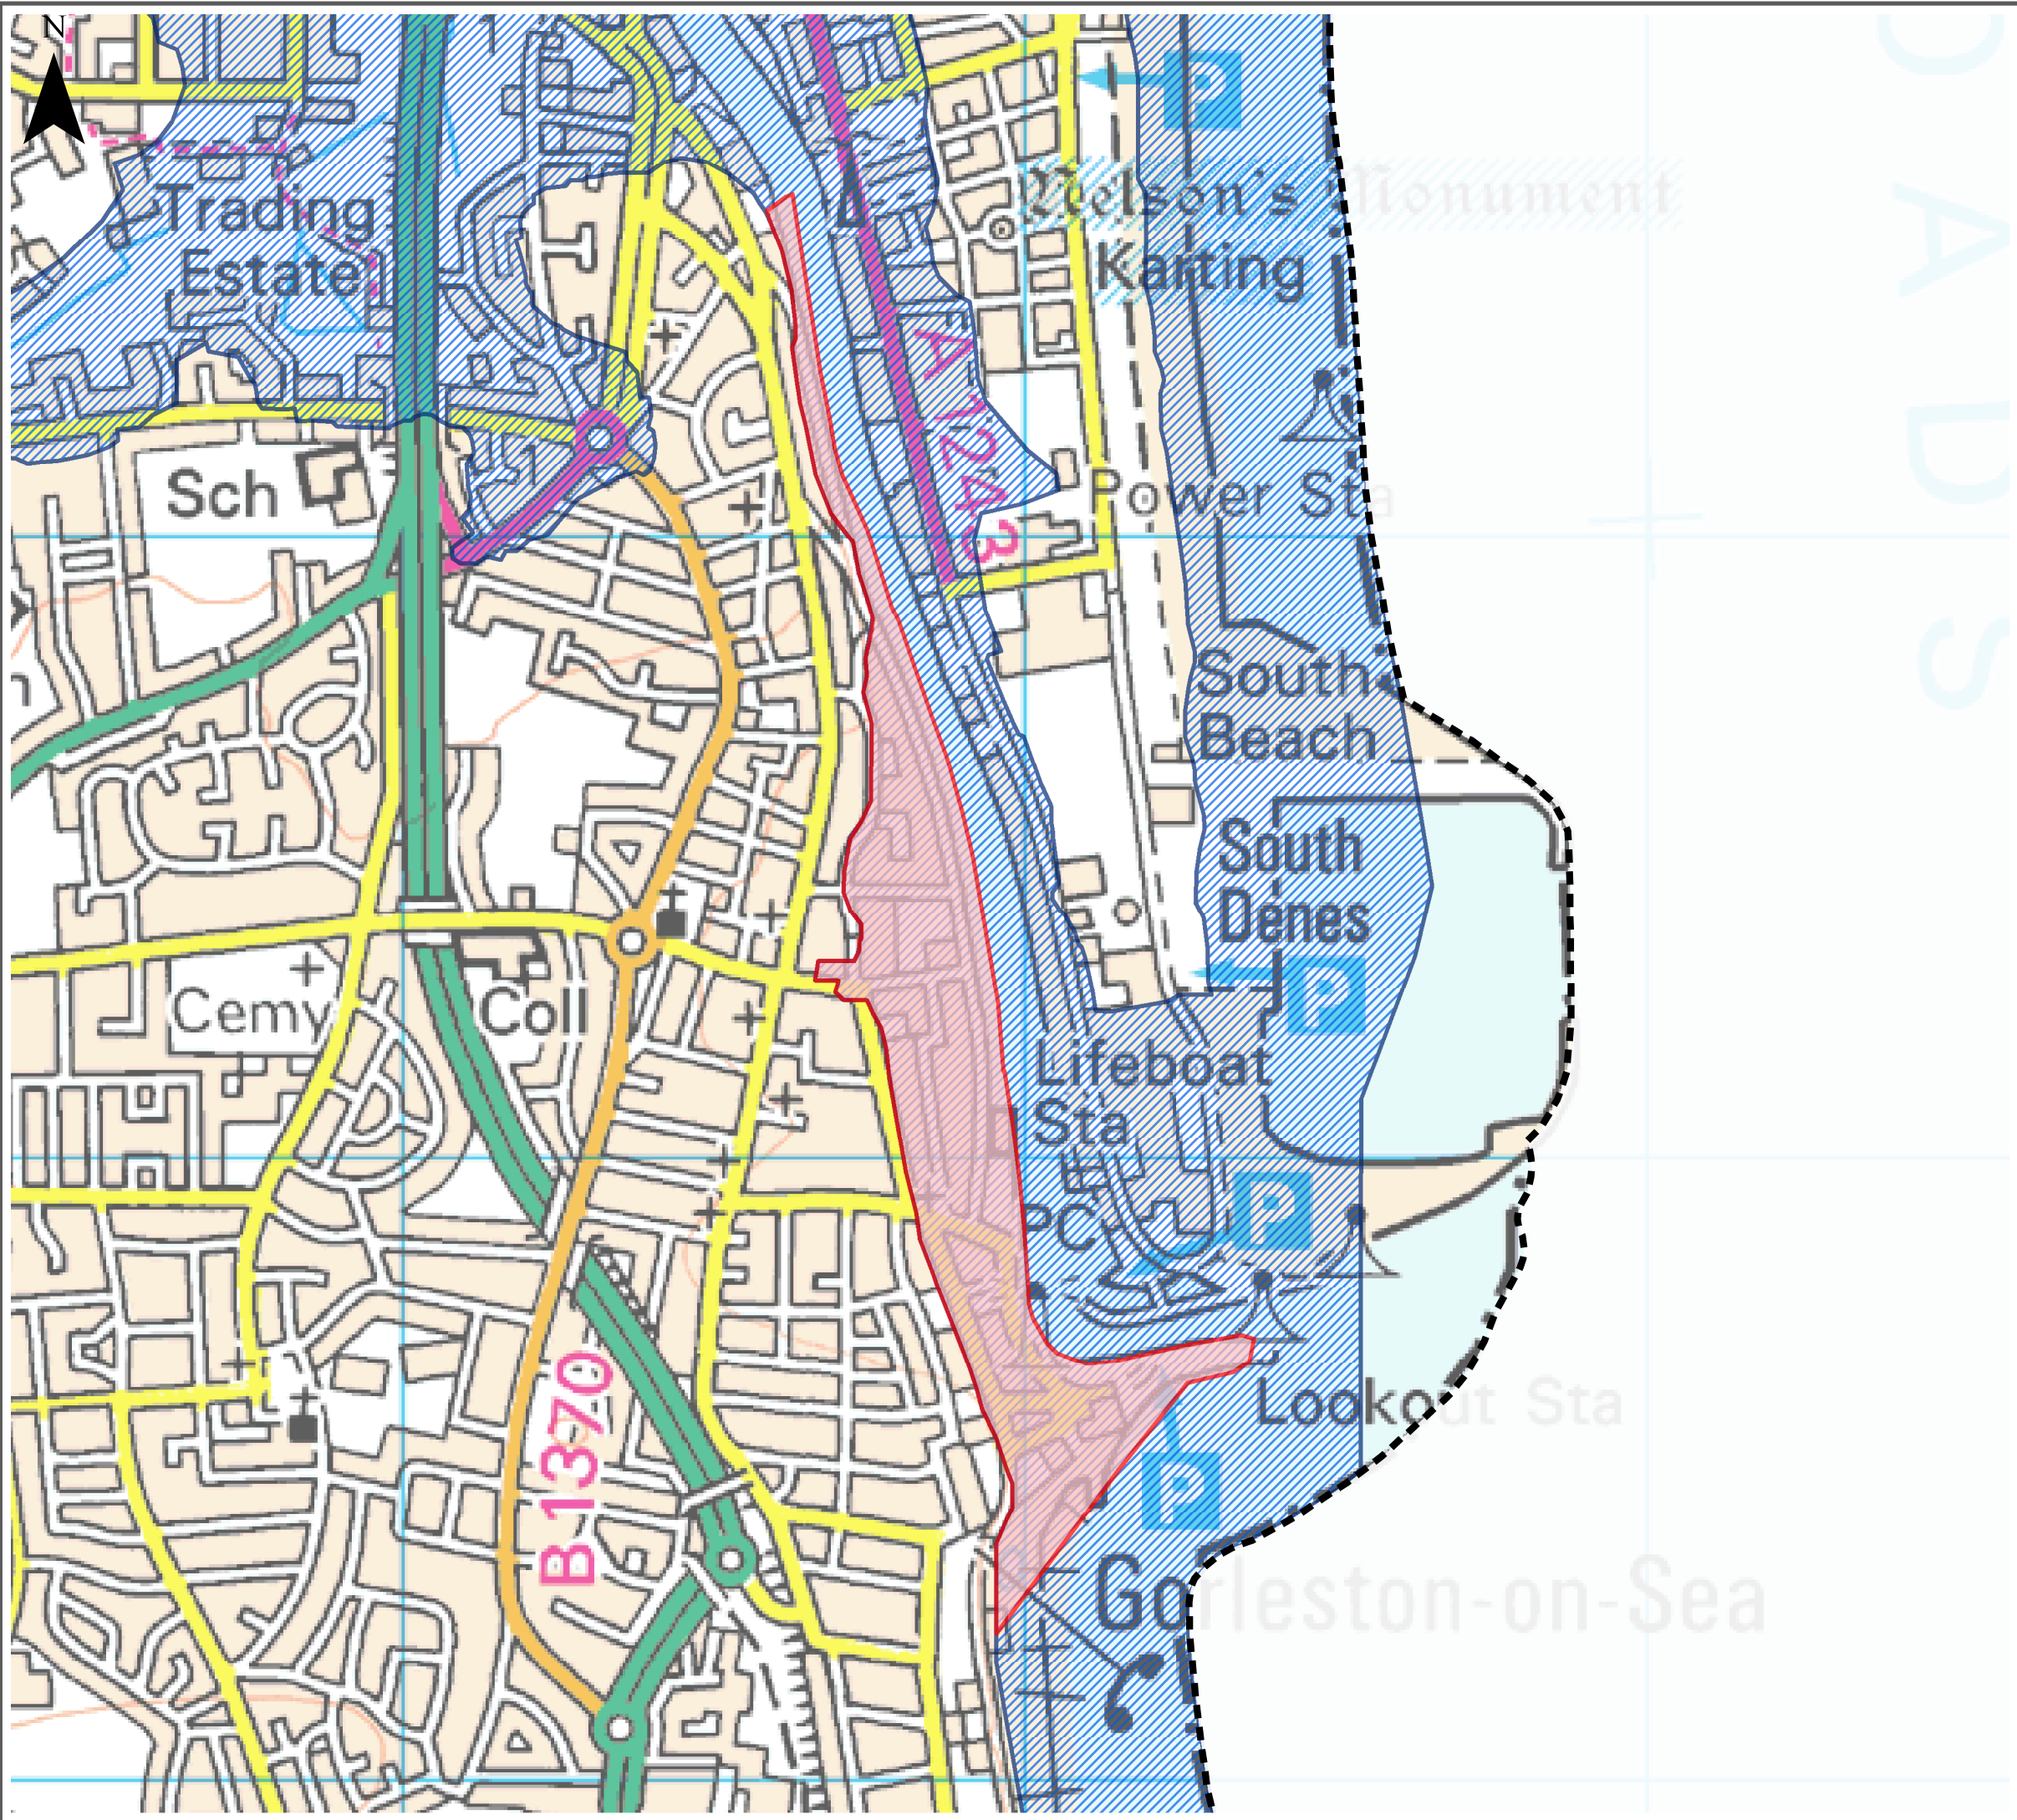 N
P
Nelson's Monument
Trading
Estate
Karting
A1243
Sch
Power Sta
South
Beach
South
Denes
P
Cemy
Coll
Lifeboat
Sta
P
PC
Lookout Sta
B1370
P
Gorleston-on-Sea
OADS